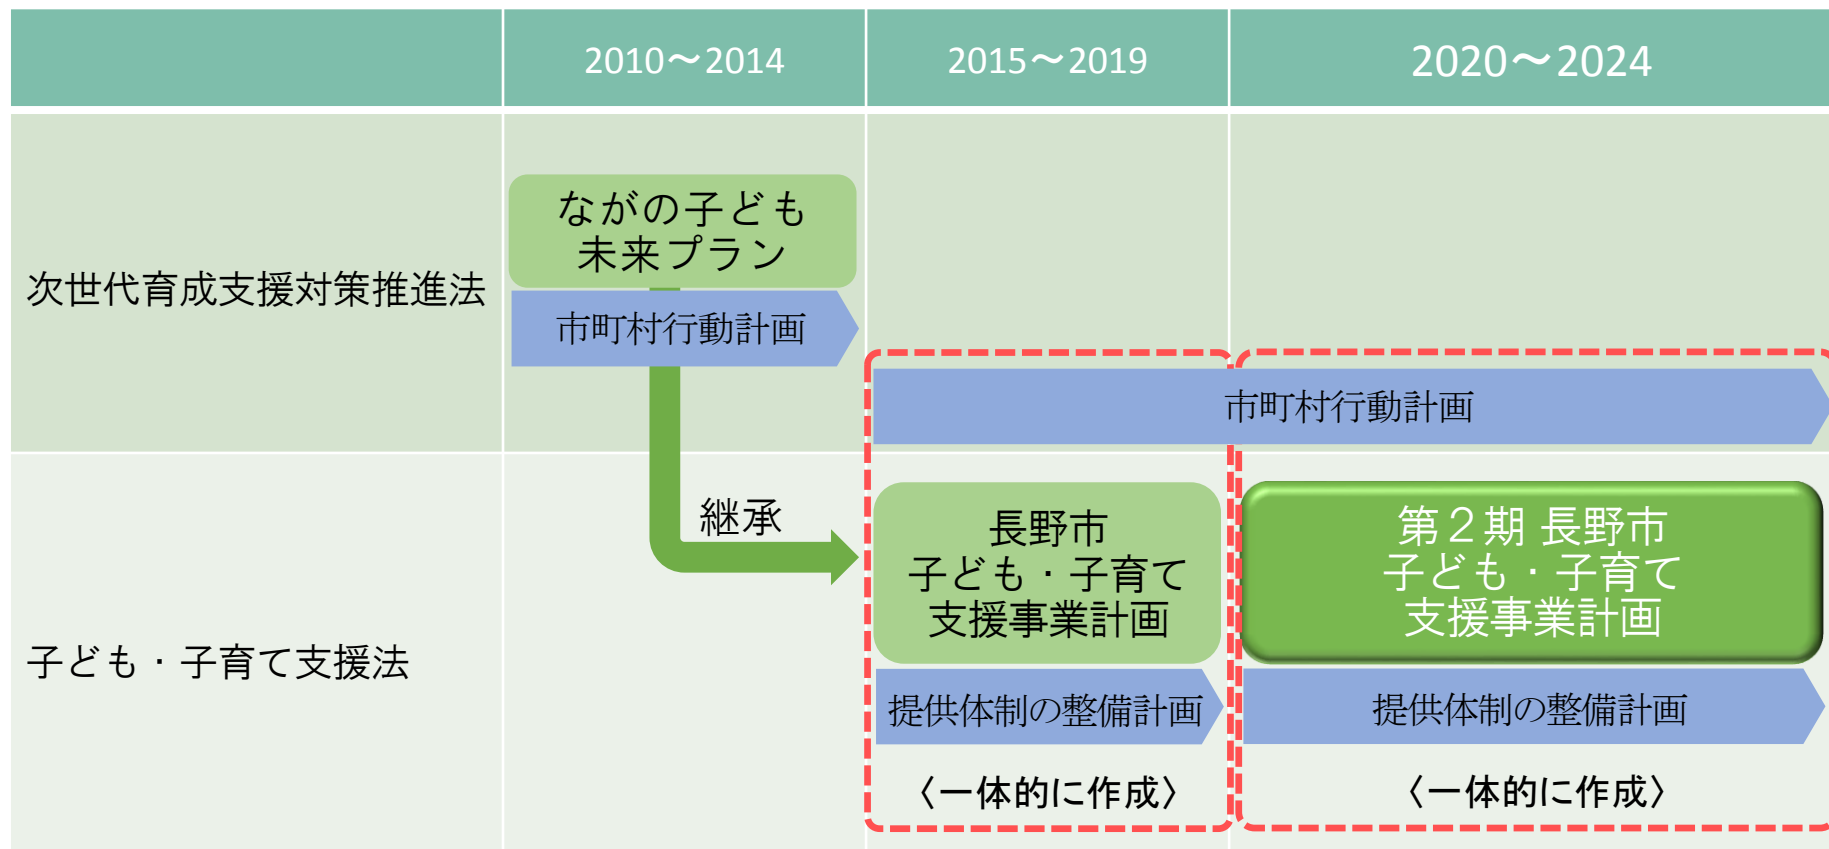 2010～2014
2015～2019
2020～2024
次世代育成支援対策推進法
ながの子ども
未来プラン
市町村行動計画
市町村行動計画
子ども・子育て支援法
継承
長野市
子ども・子育て
支援事業計画
提供体制の整備計画
〈一体的に作成〉
第２期 長野市
子ども・子育て
支援事業計画
提供体制の整備計画
〈一体的に作成〉